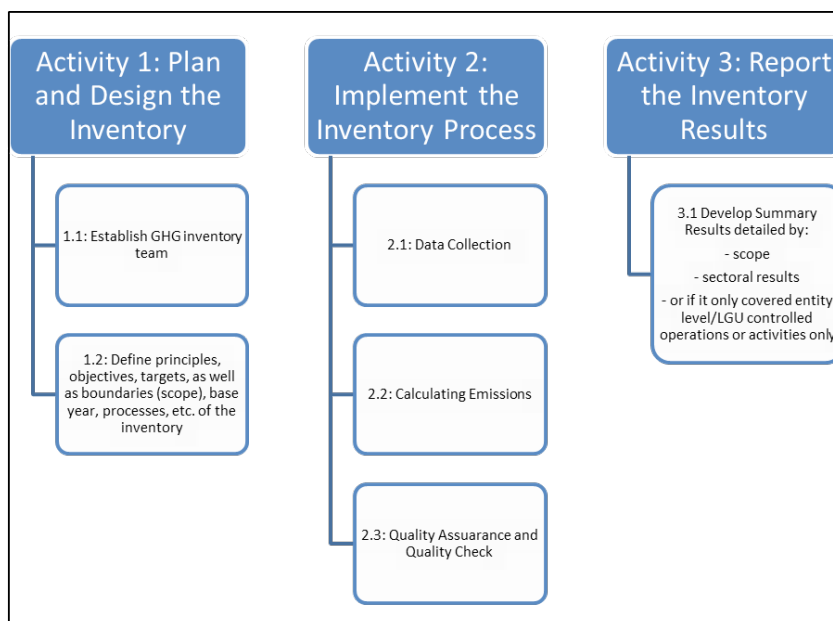 Activity 1: Plan
and Design the
Inventory
1.1: Establish GHG inventory
team
1.2: Define principles,
objectives, targets, as well
as boundaries (scope), base
year, processes, etc. of the
inventory
Activity 2:
Implement the
Inventory Process
2.1: Data Collection
2.2: Calculating Emissions
2.3: Quality Assuarance and
Quality Check
Activity 3: Report
the Inventory
Results
3.1 Develop Summary
Results detailed by:
- scope
- sectoral results
- or if it only covered entity
level/LGU controlled
operations or activities only